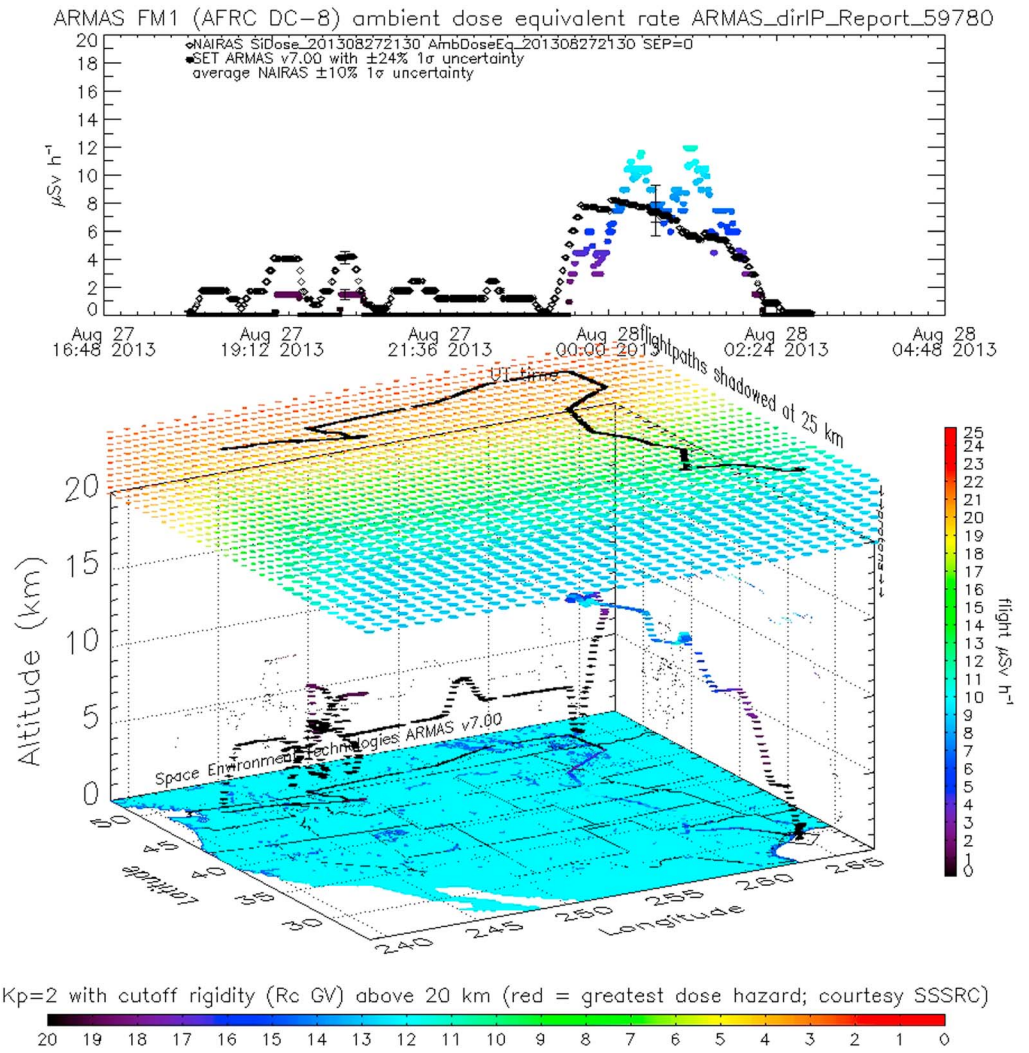 ARMAS FM1 (AFRC DC-8) ambient dose equivalent rate ARMAS_dirIP_Report_59780
NAIRAS SiDose_201308272130 AmbDoseEq_201308272130 SEP=0
SET ARMAS v7.00 with ±24% 1σ uncertainty
average NAIRAS ±10% 1σ uncertainty
20
18
16
14
12
10
8
6
4
2
0
μSv h⁻¹
Aug 27 Aug 27 Aug 27 Aug 28 Aug 28 Aug 28
16:48 2013 19:12 2013 21:36 2013 00:00 2013 02:24 2013 04:48 2013
UT time
flightpaths shadowed at 25 km
20
15
10
5
0
Altitude (km)
Space Environment Technologies ARMAS v7.00
50 45 40 35 30
Latitude
240 245 250 255 260 265
Longitude
25
24
23
22
21
20
19
18
17
16
15
14
13
12
11
10
9
8
7
6
5
4
3
2
1
0
flight μSv h⁻¹
Kp=2 with cutoff rigidity (Rc GV) above 20 km (red = greatest dose hazard; courtesy SSSRC)
20 19 18 17 16 15 14 13 12 11 10 9 8 7 6 5 4 3 2 1 0